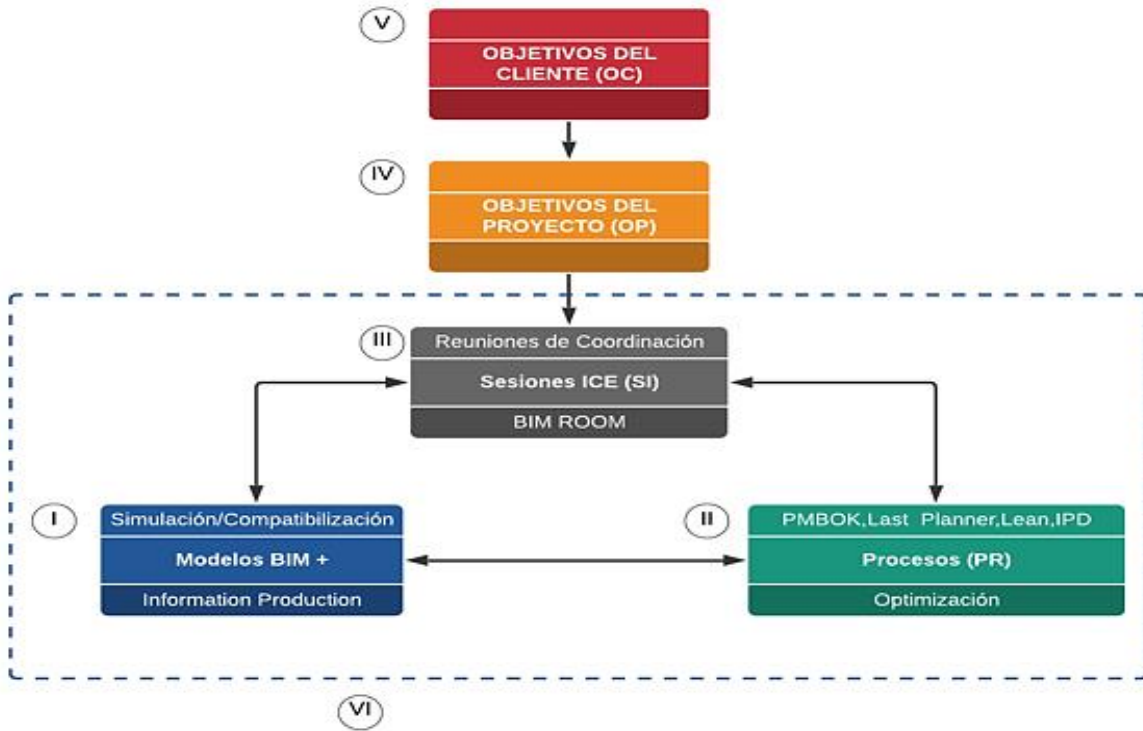 V
OBJETIVOS DEL
CLIENTE (OC)
IV
OBJETIVOS DEL
PROYECTO (OP)
III
Reuniones de Coordinación
Sesiones ICE (SI)
BIM ROOM
I
Simulación/Compatibilización
Modelos BIM +
Information Production
II
PMBOK,Last Planner,Lean,IPD
Procesos (PR)
Optimización
VI